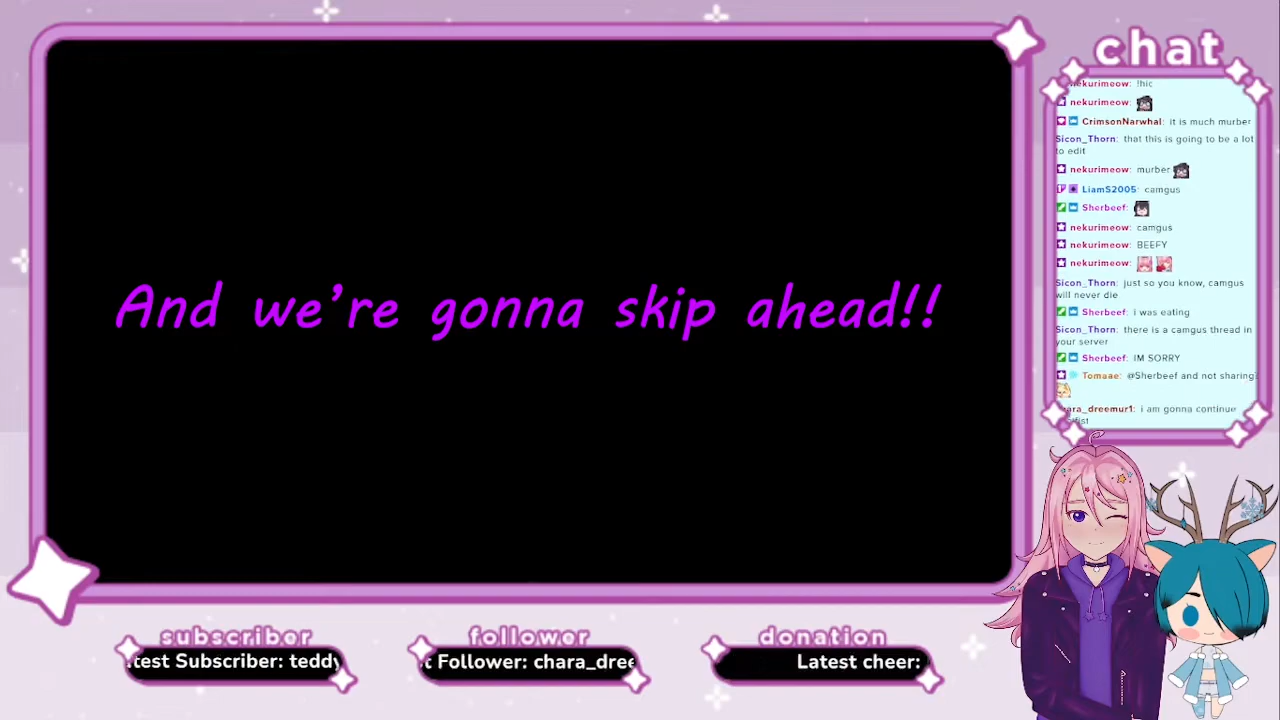 chat
nekurimeow: !hic
nekurimeow:
CrimsonNarwhal: it is much murber
Sicon_Thorn: that this is going to be a lot
to edit
nekurimeow: murber
LiamS2005: camgus
Sherbeef:
nekurimeow: camgus
nekurimeow: BEEFY
nekurimeow:
Sicon_Thorn: just so you know, camgus
will never die
Sherbeef: i was eating
Sicon_Thorn: there is a camgus thread in
your server
Sherbeef: IM SORRY
Tomaae: @Sherbeef and not sharing?
ara_dreemur1: i am gonna continue
And we're gonna skip ahead!!
subscriber
test Subscriber: teddy
follower
t Follower: chara_dree
donation
Latest cheer: